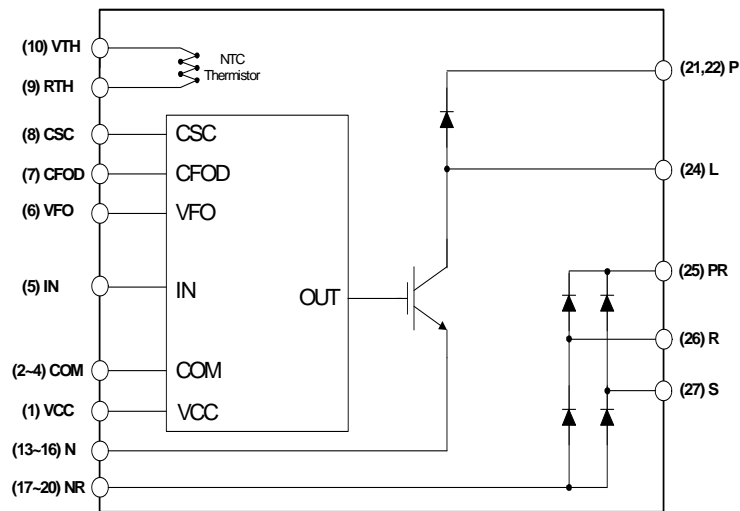 (10) VTH
NTC
Thermistor
(9) RTH
(8) CSC
CSC
(7) CFOD
CFOD
(6) VFO
VFO
(5) IN
IN
OUT
(2~4) COM
COM
(1) VCC
VCC
(13~16) N
(17~20) NR
(21,22) P
(24) L
(25) PR
(26) R
(27) S